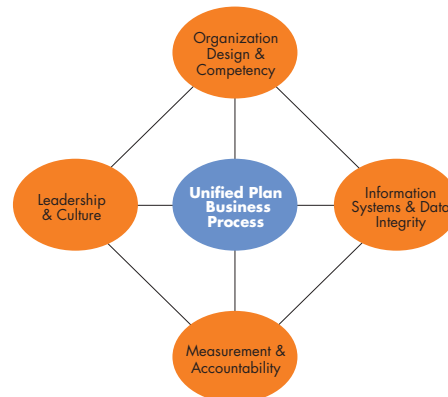 Organization
Design &
Competency
Leadership
& Culture
Unified Plan
Business
Process
Information
Systems & Data
Integrity
Measurement &
Accountability